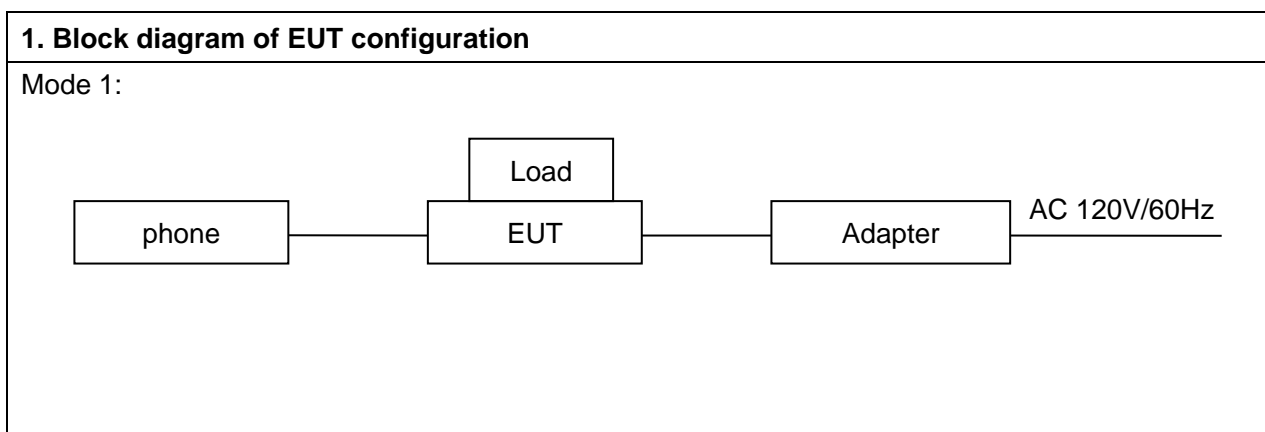 1. Block diagram of EUT configuration
Mode 1:
Load
phone
EUT
Adapter
AC 120V/60Hz